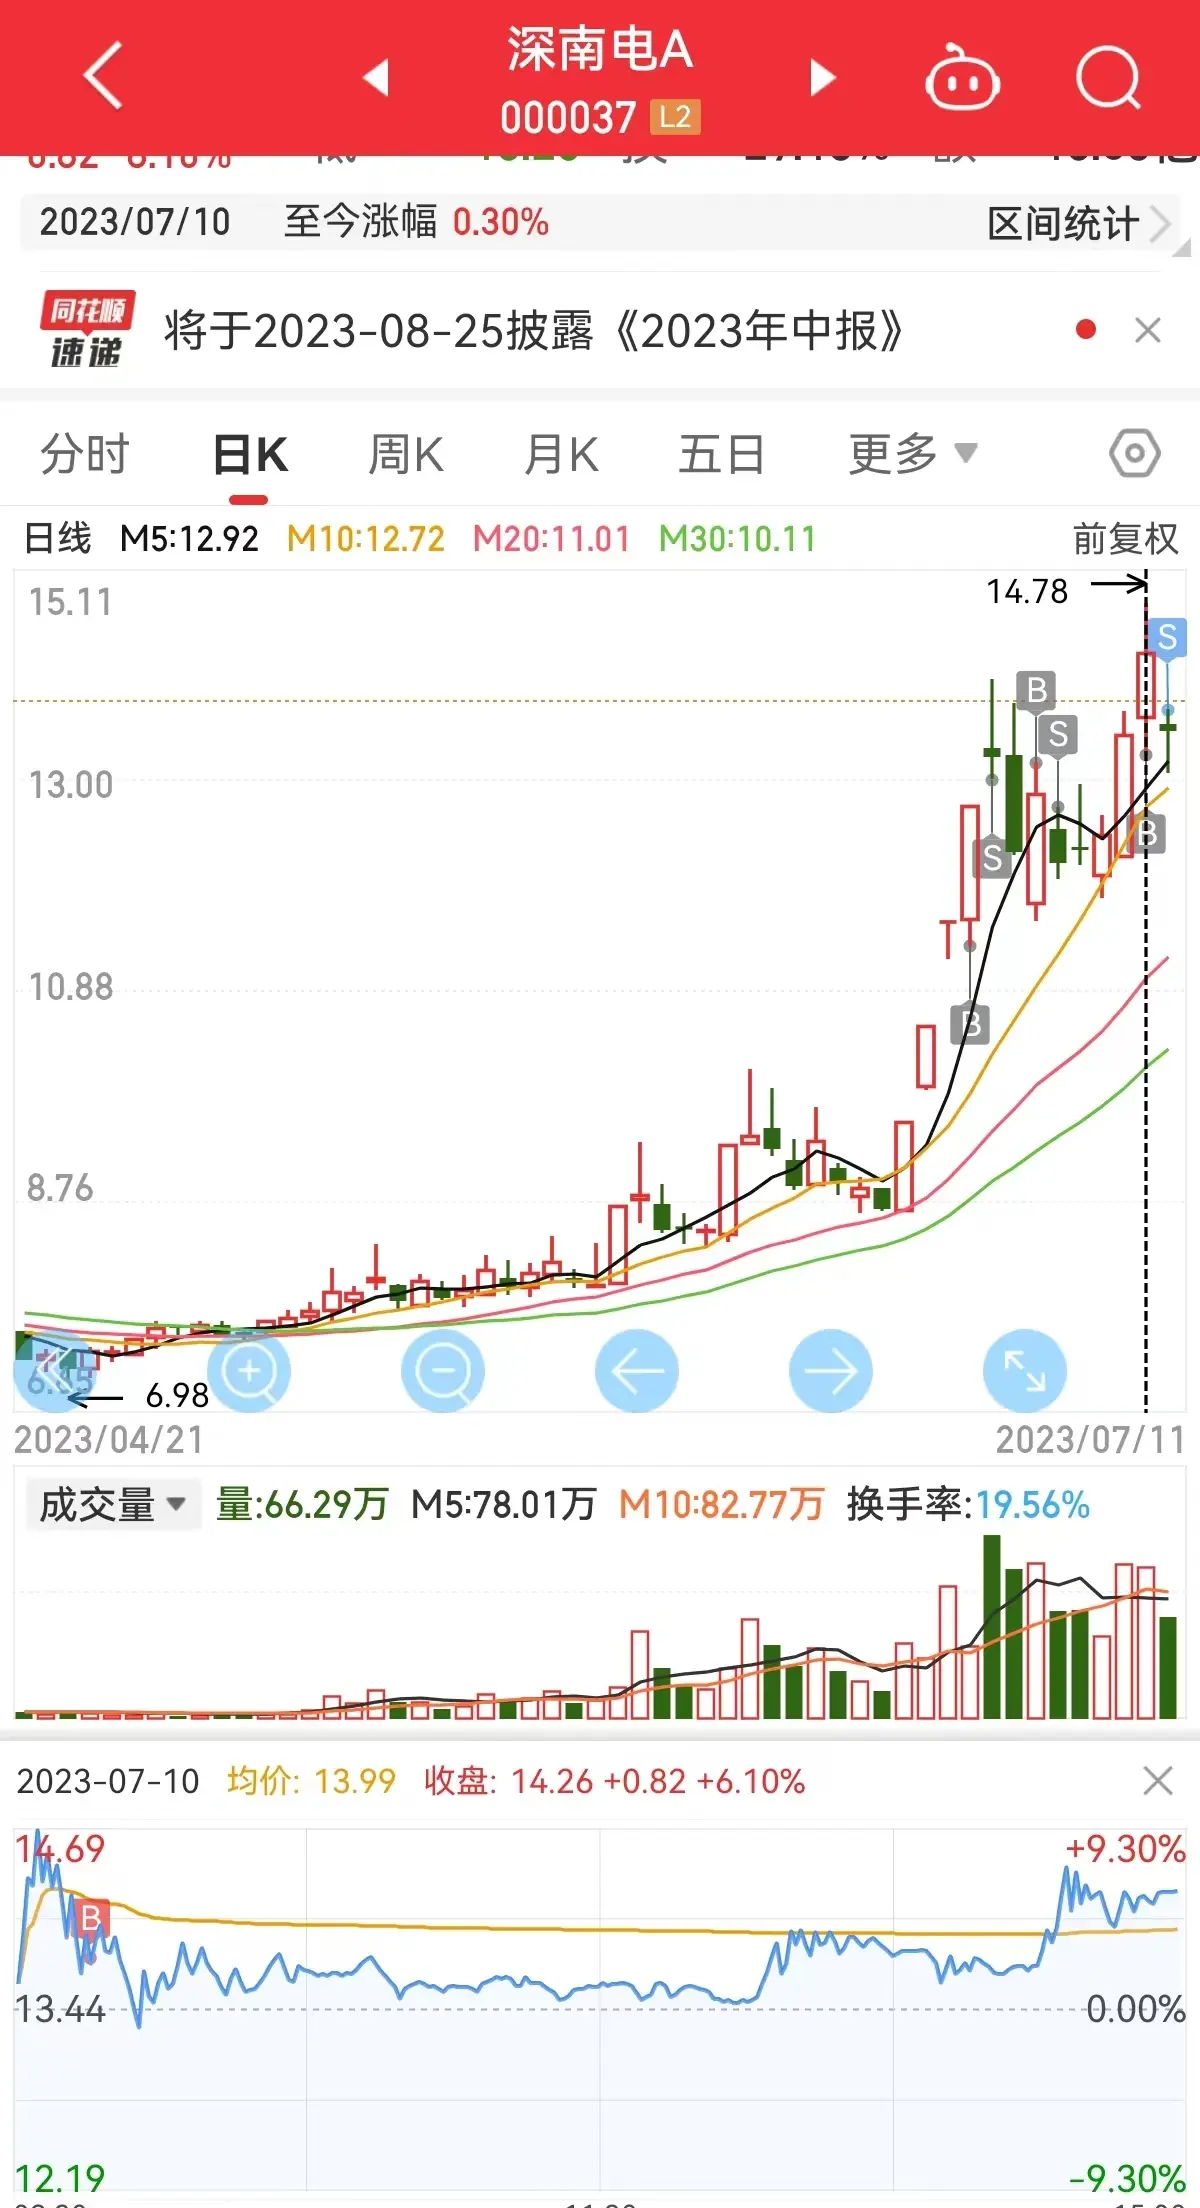 深南电A
000037 L2
2023/07/10 至今涨幅 0.30% 区间统计
同花顺
速递
将于2023-08-25披露《2023年中报》
分时 日K 周K 月K 五日 更多
日线 M5:12.92 M10:12.72 M20:11.01 M30:10.11 前复权
15.11
14.78
S
B
S
13.00
B
S
10.88
B
8.76
6.98
2023/04/21 2023/07/11
成交量 量:66.29万 M5:78.01万 M10:82.77万 换手率:19.56%
2023-07-10 均价: 13.99 收盘: 14.26 +0.82 +6.10%
14.69 +9.30%
B
13.44 0.00%
12.19 -9.30%